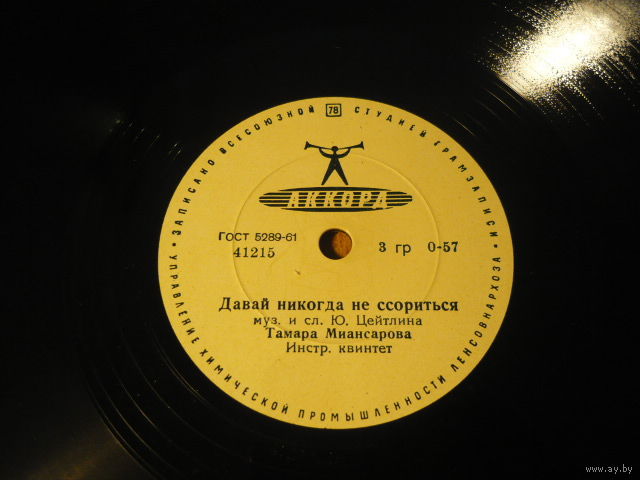 ЗАПИСАНО ВСЕСОЮЗНОЙ 78 СТУДИЕЙ ГРАМЗАПИСИ
АККОРД
ГОСТ 5289-61
41215
3 гр 0-57
Давай никогда не ссориться
муз. и сл. Ю. Цейтлина
Тамара Миансарова
Инстр. квинтет
УПРАВЛЕНИЕ ХИМИЧЕСКОЙ ПРОМЫШЛЕННОСТИ ЛЕНСОВНАРХОЗА
www.ay.by